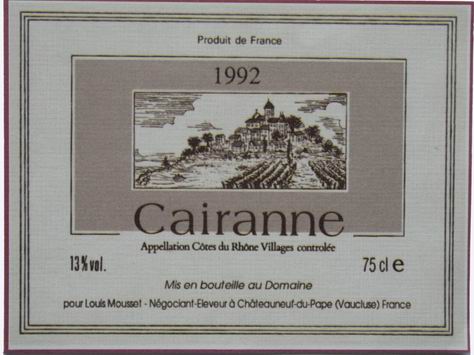 Produit de France
1992
Cairanne
Appellation Côtes du Rhône Villages controlée
13% vol.
75 cl e
Mis en bouteille au Domaine
pour Louis Mousset - Négociant-Eleveur à Châteauneuf-du-Pape (Vaucluse) France